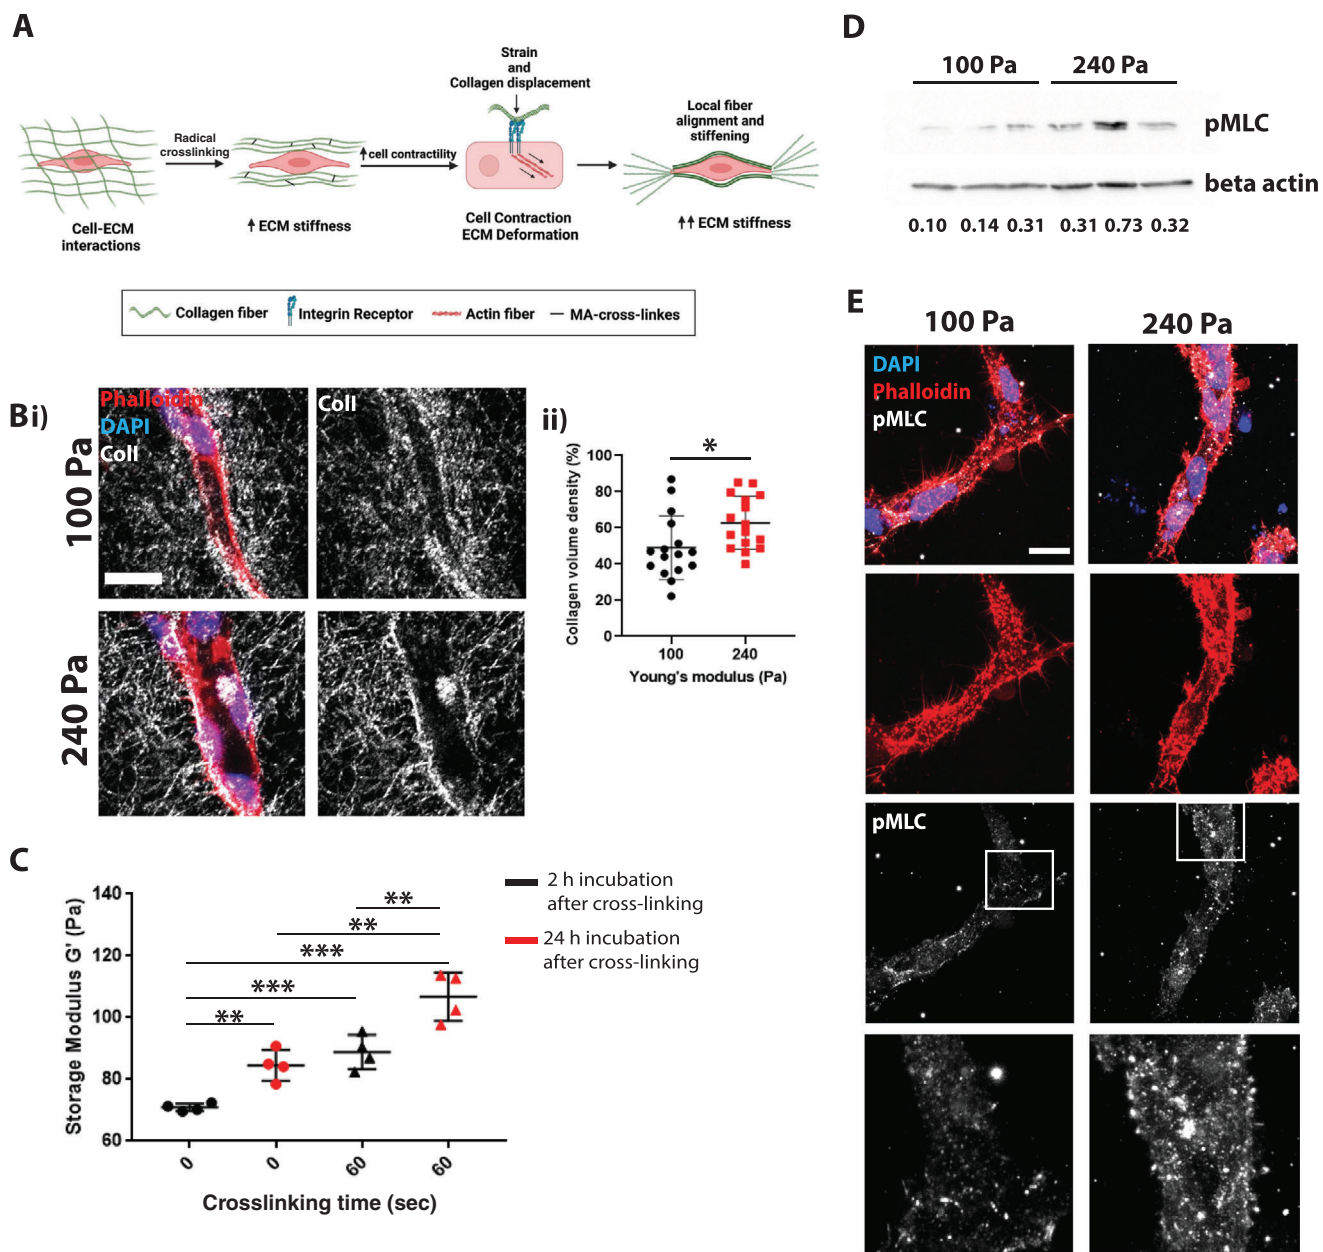 A
Strain
and
Collagen displacement
Radical
crosslinking
↑cell contractility
Local fiber
alignment and
stiffening
Cell-ECM
interactions
↑ ECM stiffness
Cell Contraction
ECM Deformation
↑↑ ECM stiffness
Collagen fiber
Integrin Receptor
Actin fiber
MA-cross-linkes
Bi)
100 Pa
Phalloidin
DAPI
ColI
ColI
240 Pa
ii)
*
Collagen volume density (%)
100
80
60
40
20
0
100 240
Young's modulus (Pa)
C
Storage Modulus G' (Pa)
140
120
100
80
60
**
**
***
***
**
0 0 60 60
Crosslinking time (sec)
2 h incubation
after cross-linking
24 h incubation
after cross-linking
D
100 Pa 240 Pa
pMLC
beta actin
0.10 0.14 0.31 0.31 0.73 0.32
E
100 Pa 240 Pa
DAPI
Phalloidin
pMLC
pMLC